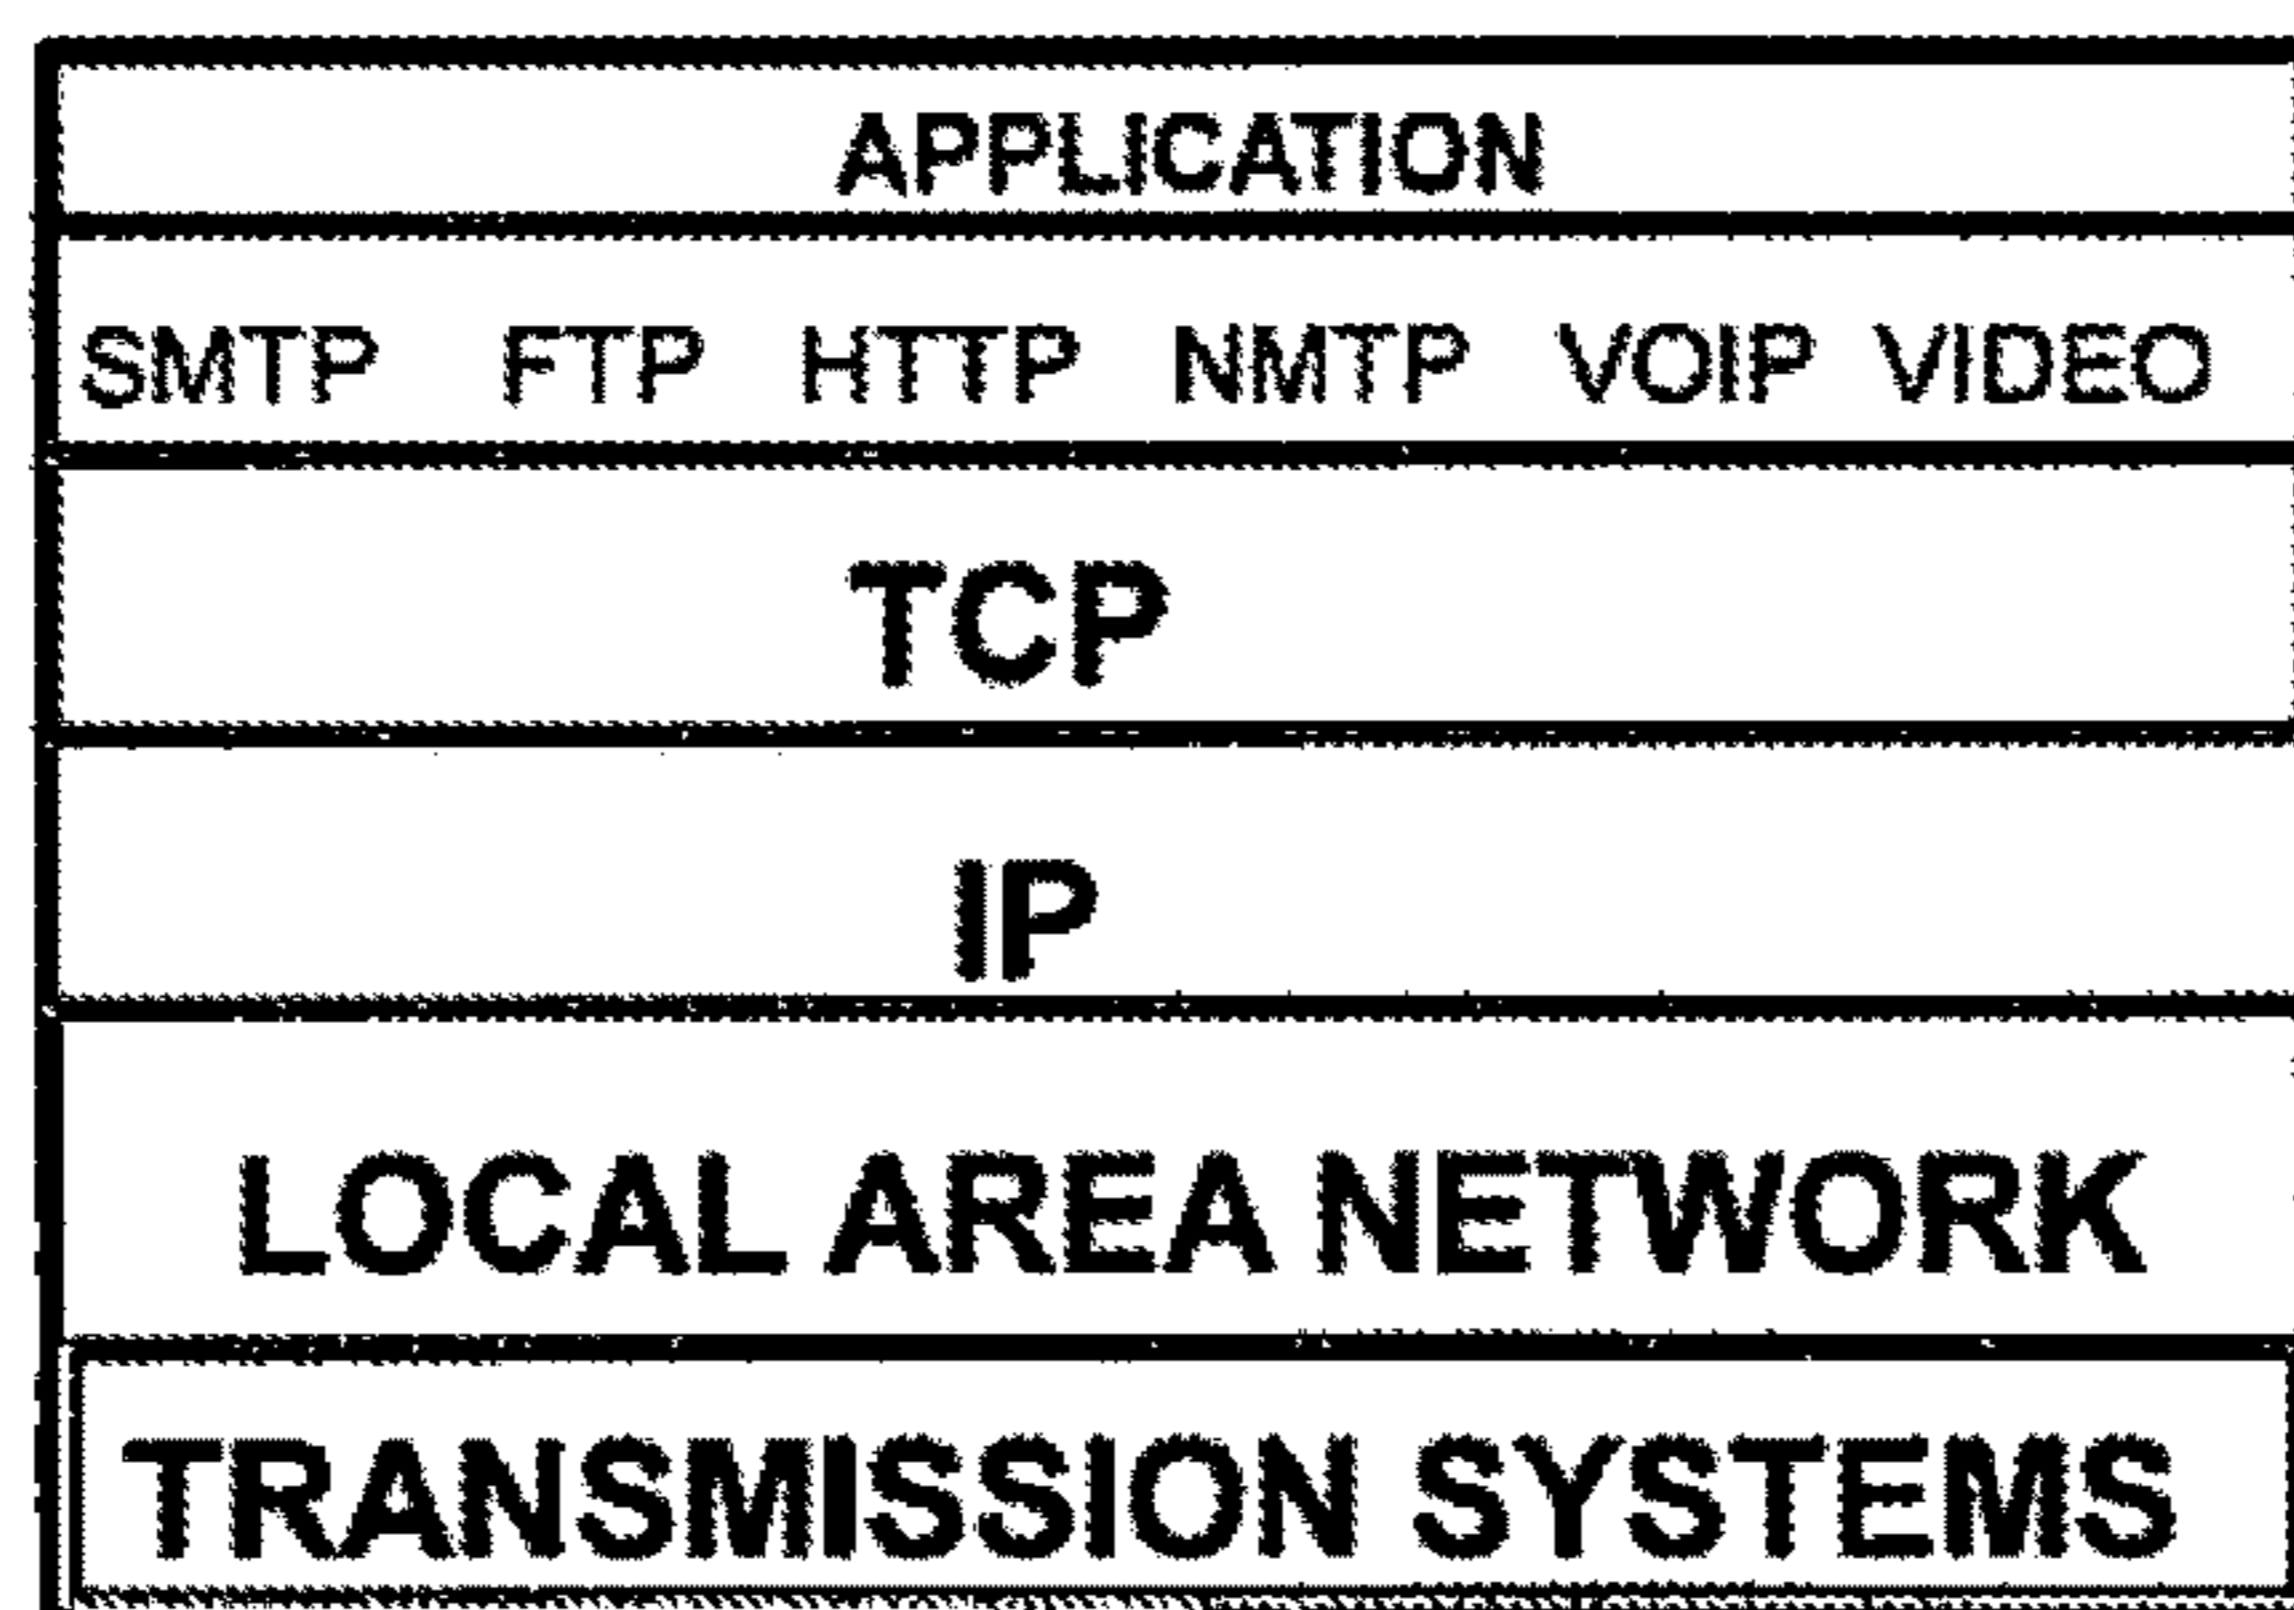 APPLICATION
SMTP FTP HTTP NMTP VOIP VIDEO
TCP
IP
LOCAL AREA NETWORK
TRANSMISSION SYSTEMS